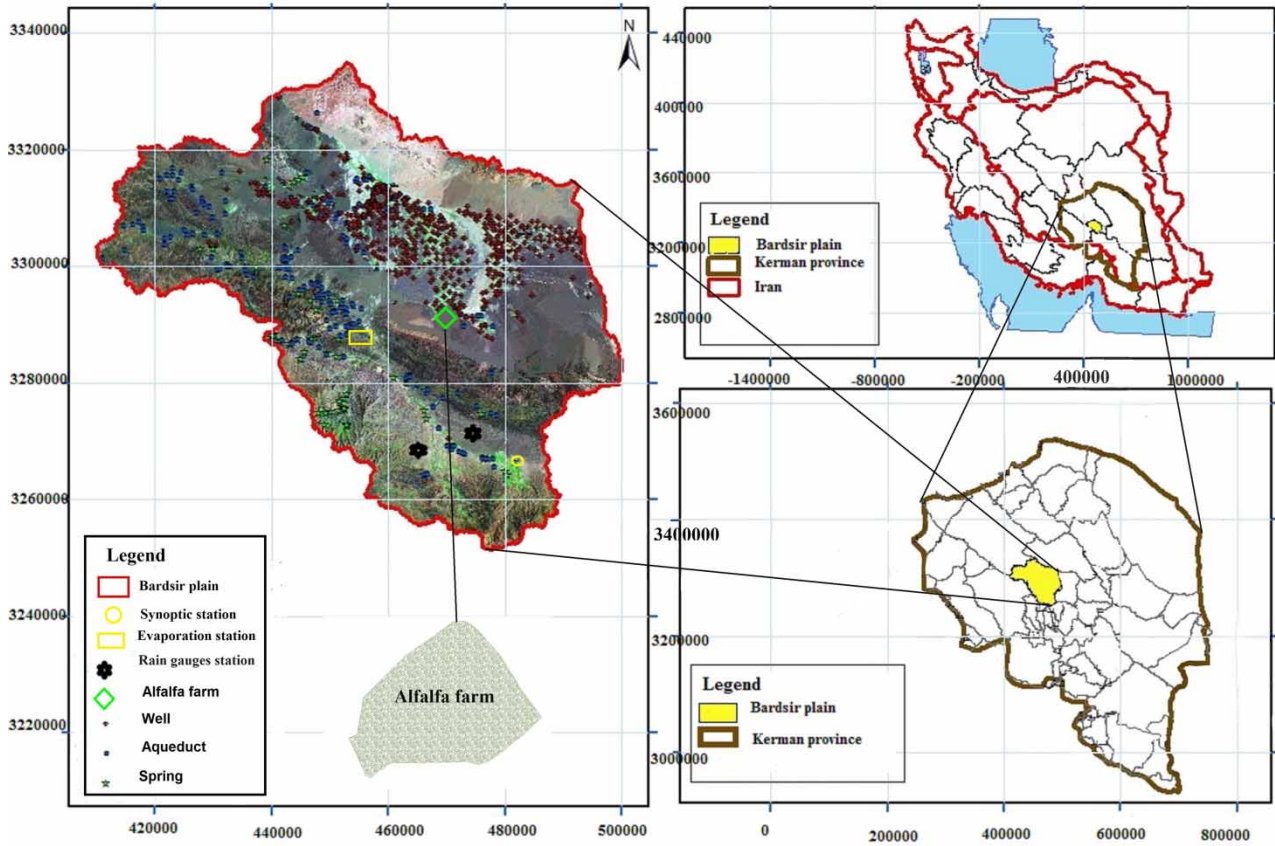 3340000
3320000
3300000
3280000
3260000
3240000
3220000
420000
440000
460000
480000
500000
N
Legend
Bardsir plain
Synoptic station
Evaporation station
Rain gauges station
Alfalfa farm
Well
Aqueduct
Spring
Alfalfa farm
4400000
4000000
3600000
3200000
2800000
-1400000
-800000
-200000
400000
1000000
Legend
Bardsir plain
Kerman province
Iran
3600000
3400000
3200000
3000000
0
200000
400000
600000
800000
Legend
Bardsir plain
Kerman province